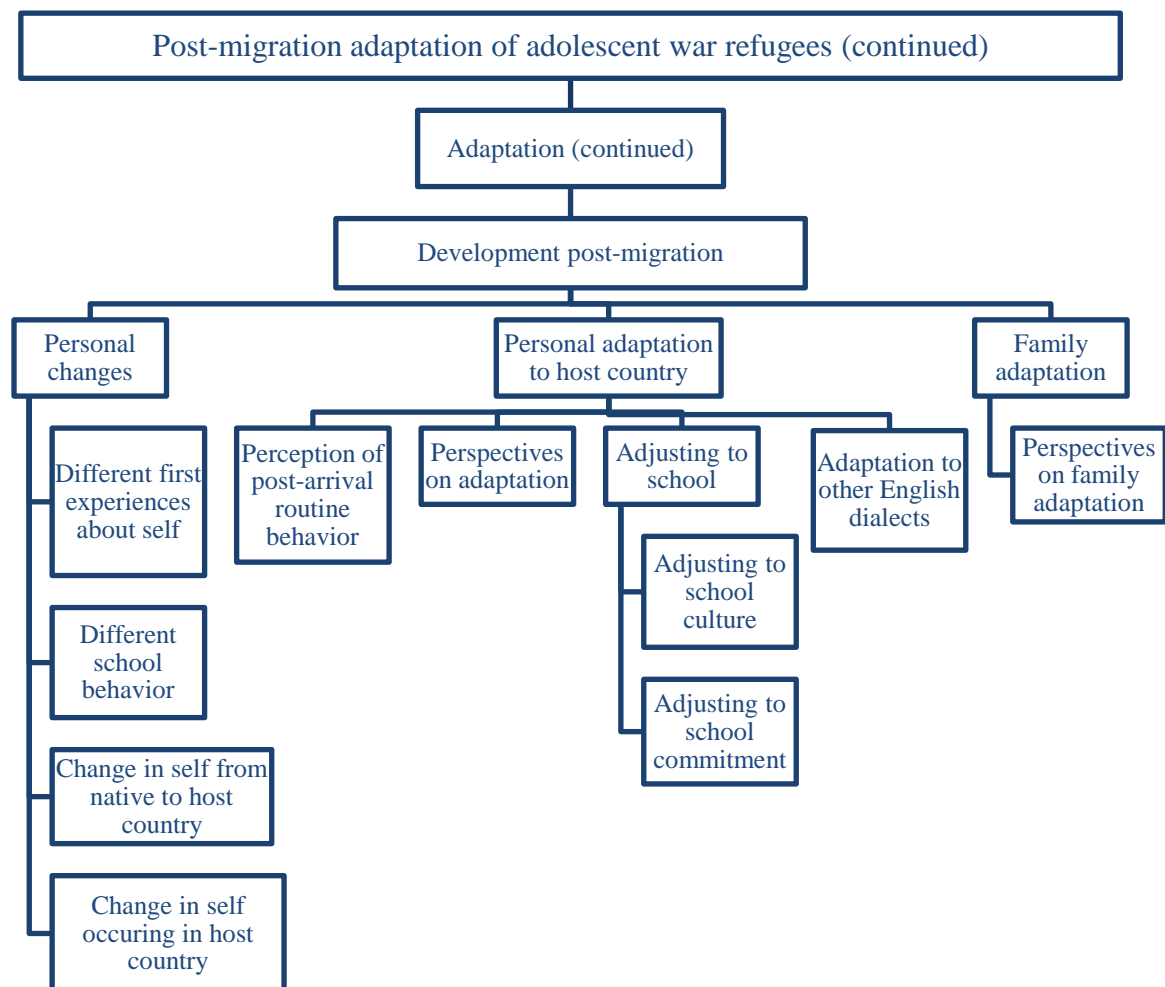 Post-migration adaptation of adolescent war refugees (continued)
Adaptation (continued)
Development post-migration
Personal
changes
Different first
experiences
about self
Different
school
behavior
Change in self from
native to host
country
Change in self
occuring in host
country
Personal adaptation
to host country
Perception of
post-arrival
routine
behavior
Perspectives
on adaptation
Adjusting to
school
Adjusting to
school
culture
Adjusting to
school
commitment
Adaptation to
other English
dialects
Family
adaptation
Perspectives
on family
adaptation